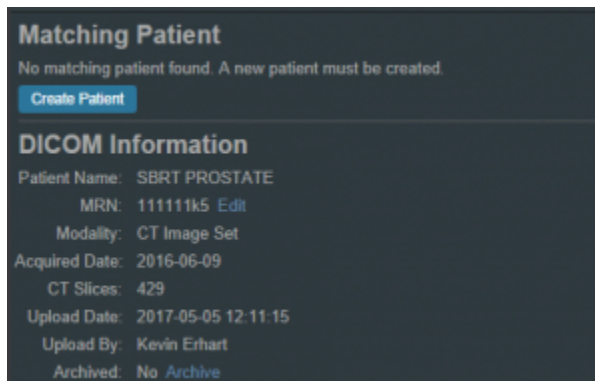 Matching Patient
No matching patient found. A new patient must be created.
Create Patient
DICOM Information
Patient Name: SBRT PROSTATE
MRN: 111111k5 Edit
Modality: CT Image Set
Acquired Date: 2016-06-09
CT Slices: 429
Upload Date: 2017-05-05 12:11:15
Upload By: Kevin Erhart
Archived: No Archive